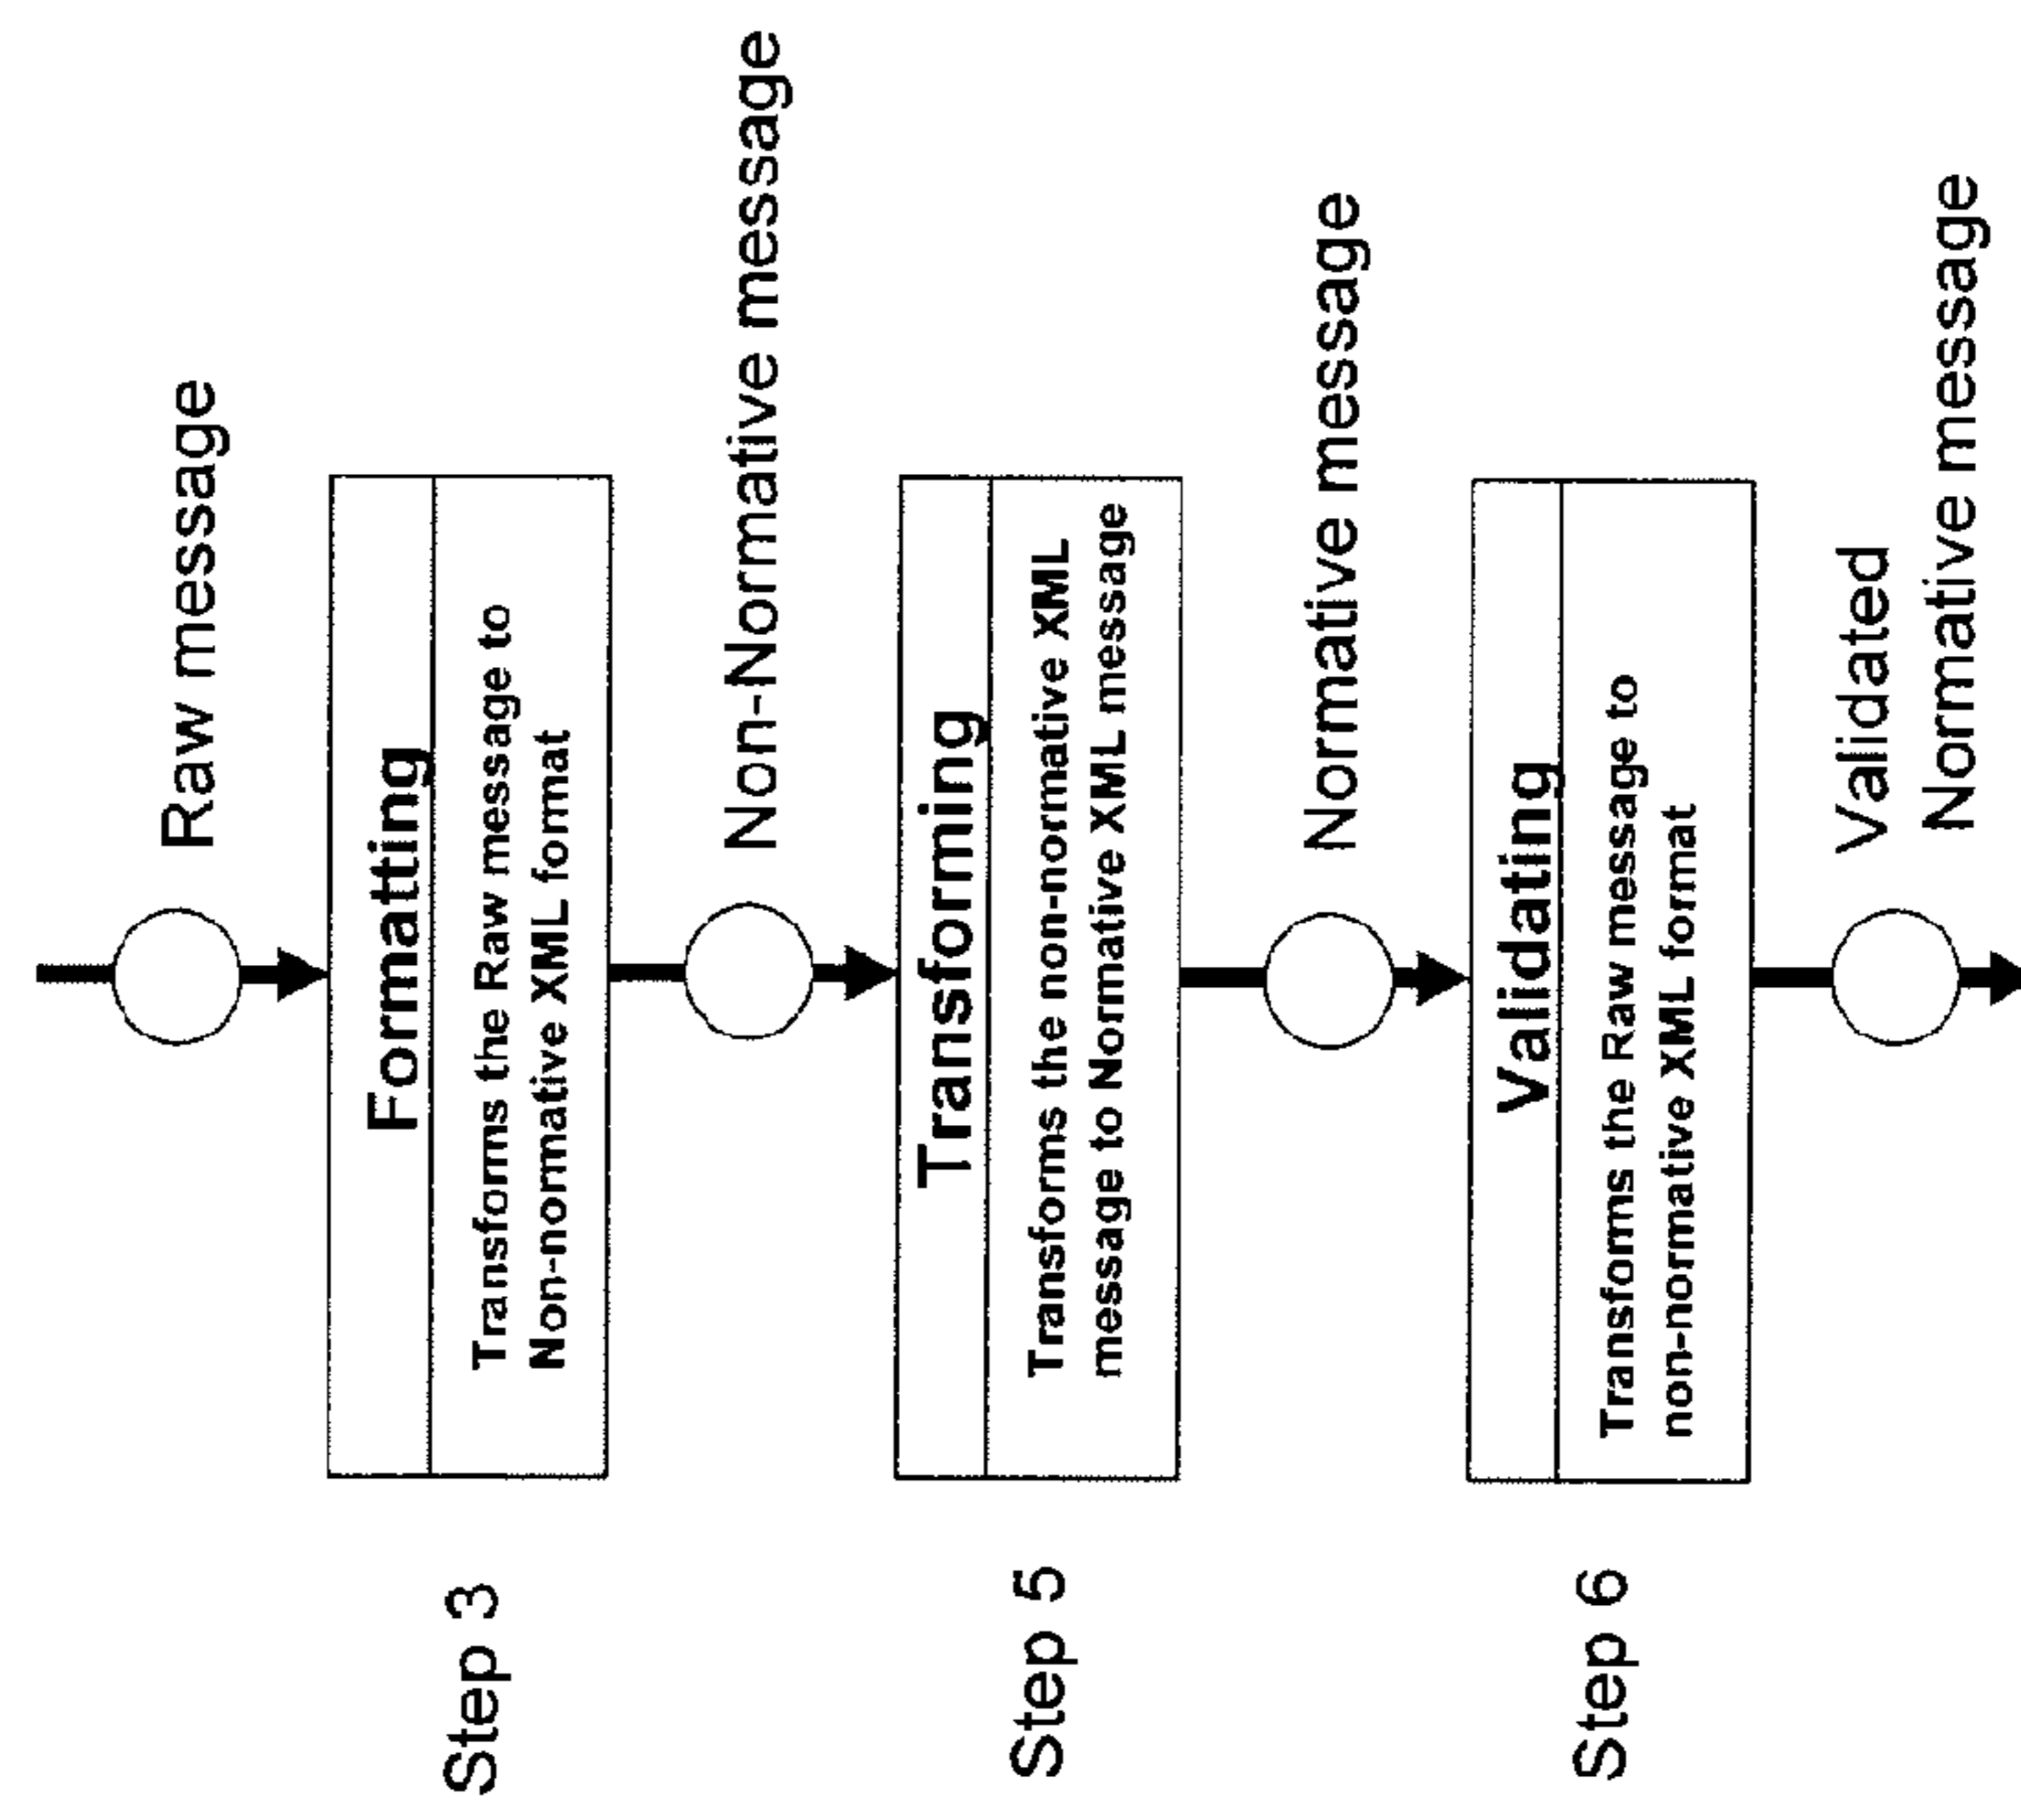 Raw message
Formatting
Transforms the Raw message to
Non-normative XML format
Step 3
Non-Normative message
Transforming
Transforms the non-normative XML
message to Normative XML message
Step 5
Normative message
Validating
Transfoms the Raw message to
non-normative XML format
Step 6
Validated
Normative message